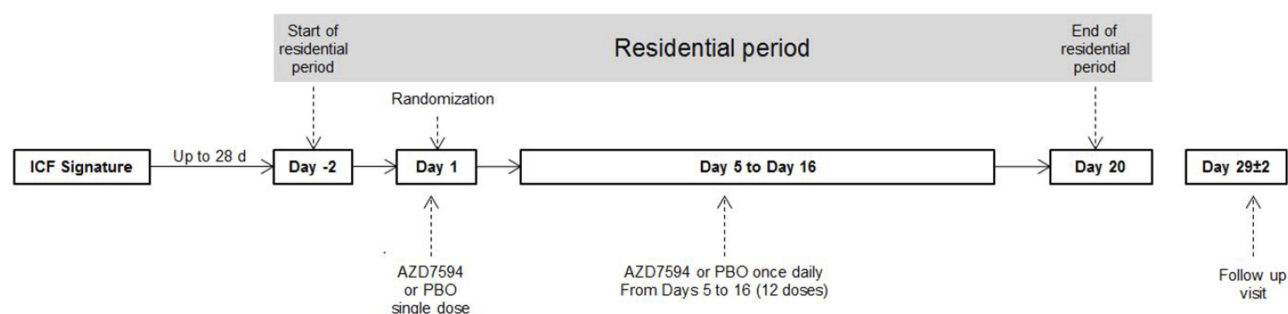 Start of
residential
period
Residential period
End of
residential
period
Randomization
ICF Signature
Up to 28 d
Day -2
Day 1
Day 5 to Day 16
Day 20
Day 29±2
AZD7594
or PBO
single dose
AZD7594 or PBO once daily
From Days 5 to 16 (12 doses)
Follow up
visit